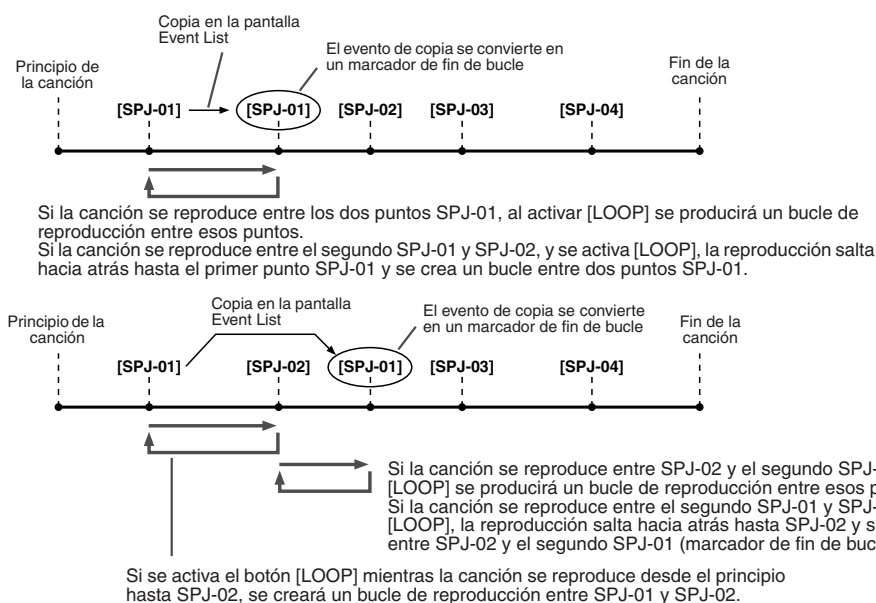 Copia en la pantalla
Event List
El evento de copia se convierte en
un marcador de fin de bucle
Principio de
la canción
Fin de la
canción
[SPJ-01] [SPJ-01] [SPJ-02] [SPJ-03] [SPJ-04]
Si la canción se reproduce entre los dos puntos SPJ-01, al activar [LOOP] se producirá un bucle de
reproducción entre esos puntos.
Si la canción se reproduce entre el segundo SPJ-01 y SPJ-02, y se activa [LOOP], la reproducción salta
hacia atrás hasta el primer punto SPJ-01 y se crea un bucle entre dos puntos SPJ-01.
Copia en la pantalla
Event List
El evento de copia se convierte
en un marcador de fin de bucle
Principio de la
canción
Fin de la
canción
[SPJ-01] [SPJ-02] [SPJ-01] [SPJ-03] [SPJ-04]
Si la canción se reproduce entre SPJ-02 y el segundo SPJ-
[LOOP] se producirá un bucle de reproducción entre esos
Si la canción se reproduce entre el segundo SPJ-01 y SPJ-
[LOOP], la reproducción salta hacia atrás hasta SPJ-02 y
entre SPJ-02 y el segundo SPJ-01 (marcador de fin de
Si se activa el botón [LOOP] mientras la canción se reproduce desde el principio
hasta SPJ-02, se creará un bucle de reproducción entre SPJ-01 y SPJ-02.